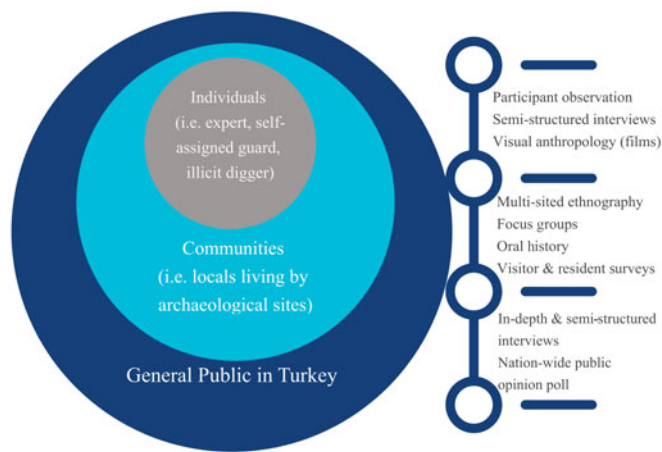 Individuals
(i.e. expert, self-
assigned guard,
illicit digger)
Communities
(i.e. locals living by
archaeological sites)
General Public in Turkey
Participant observation
Semi-structured interviews
Visual anthropology (films)
Multi-sited ethnography
Focus groups
Oral history
Visitor & resident surveys
In-depth & semi-structured
interviews
Nation-wide public
opinion poll